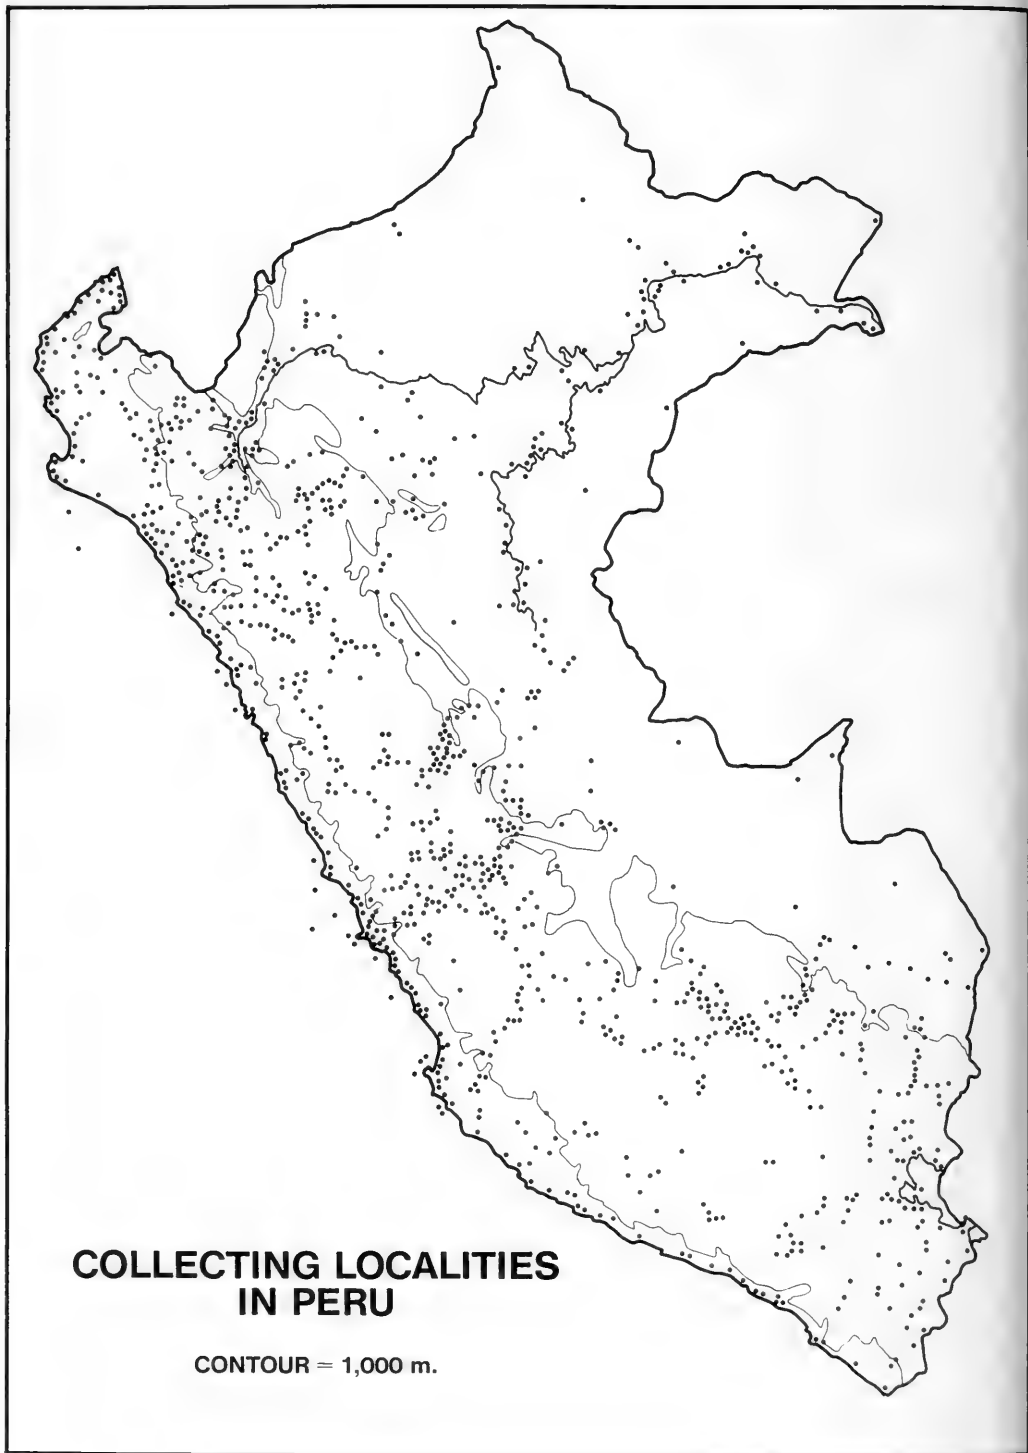 COLLECTING LOCALITIES
IN PERU
CONTOUR = 1,000 m.